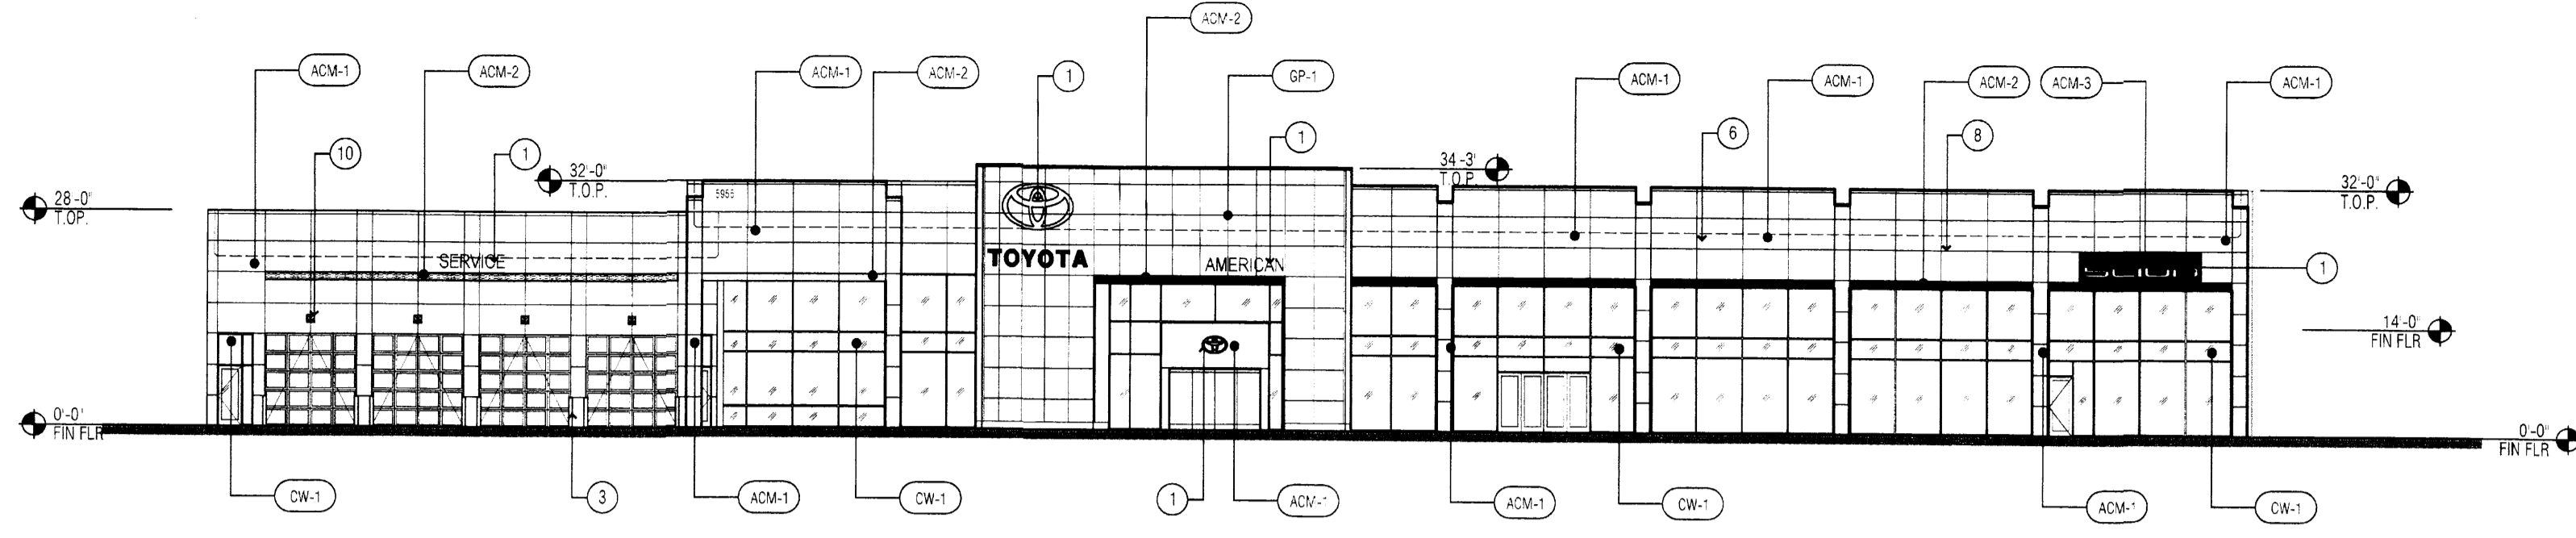 ACM-2
ACM-1
ACM-2
ACM-1
ACM-2
1
GP-1
ACM-1
ACM-1
ACM-2
ACM-3
ACM-1
10
1
1
6
8
28'-0"
T.O.P.
32'-0"
T.O.P.
5955
34'-3"
T.O.P.
32'-0"
T.O.P.
SERVICE
TOYOTA
AMERICAN
1
14'-0"
FIN FLR
0'-0"
FIN FLR
0'-0"
FIN FLR
CW-1
3
ACM-1
CW-1
1
ACM-1
ACM-1
CW-1
ACM-1
CW-1